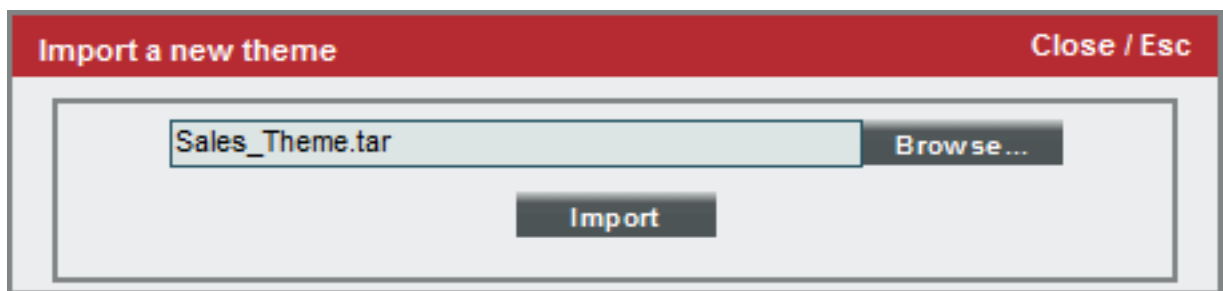 Import a new theme Close / Esc
Sales_Theme.tar Browse...
Import